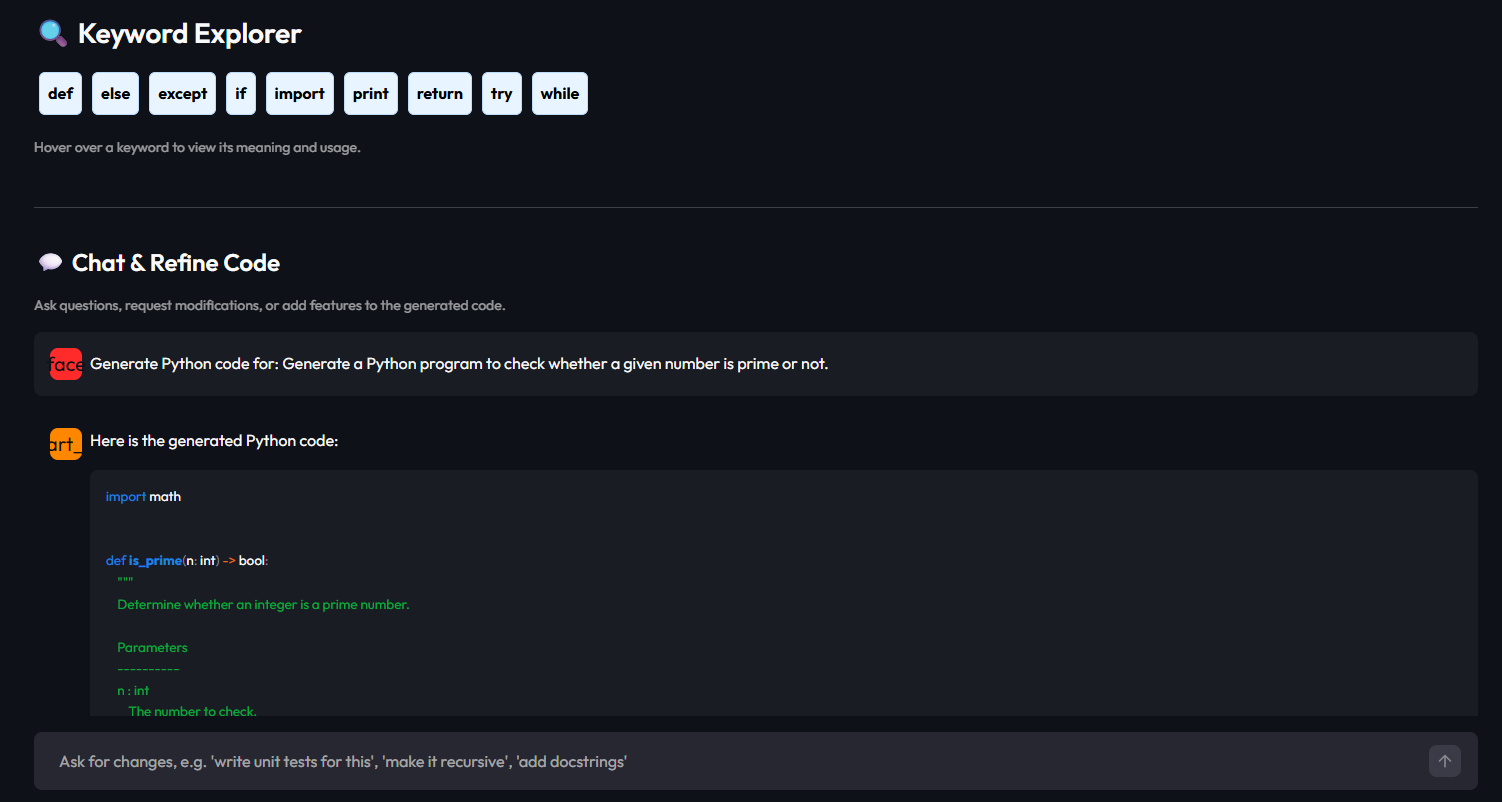 🔍 Keyword Explorer
def else except if import print return try while
Hover over a keyword to view its meaning and usage.
💬 Chat & Refine Code
Ask questions, request modifications, or add features to the generated code.
face Generate Python code for: Generate a Python program to check whether a given number is prime or not.
art_ Here is the generated Python code:
import math
def is_prime(n: int) -> bool:
"""
Determine whether an integer is a prime number.
Parameters
----------
n : int
The number to check.
Ask for changes, e.g. 'write unit tests for this', 'make it recursive', 'add docstrings'